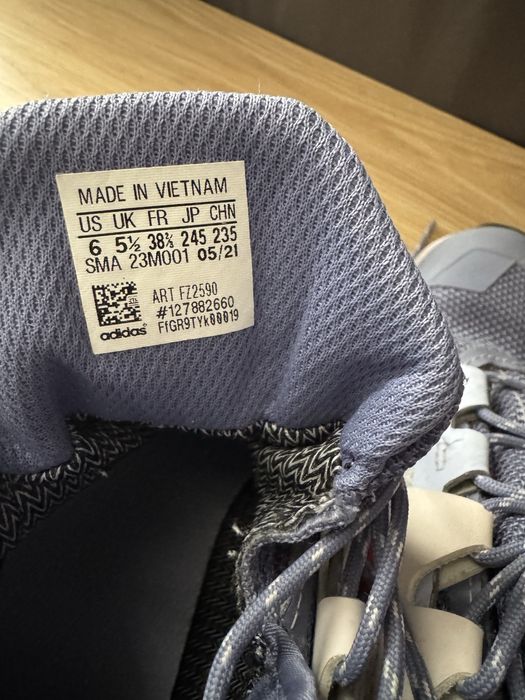 MADE IN VIETNAM
US UK FR JP CHN
6 5½ 38⅔ 245 235
SMA 23M001 05/21
ART FZ2590
#127882660
FfGR9TYk00019
adidas